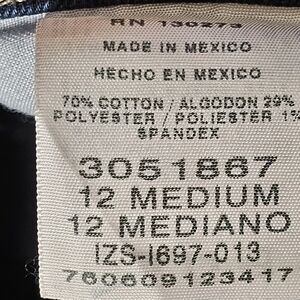 RN 130273
MADE IN MEXICO
HECHO EN MEXICO
70% COTTON / ALGODON 29%
POLYESTER / POLIESTER 1%
SPANDEX
3051867
12 MEDIUM
12 MEDIANO
IZS-I697-013
760609123417